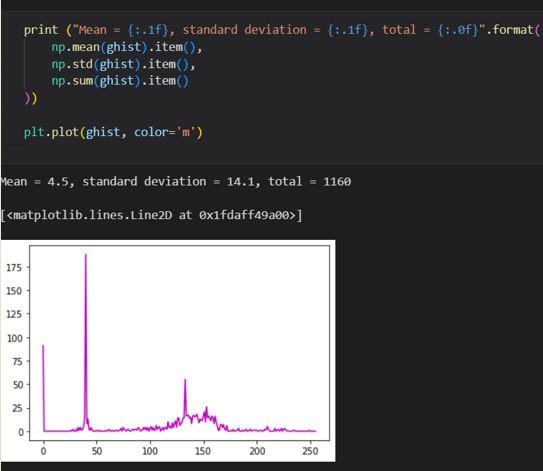 print ("Mean = {:.1f}, standard deviation = {:.1f}, total = {:.0f}".format(
np.mean(ghist).item(),
np.std(ghist).item(),
np.sum(ghist).item()
))
plt.plot(ghist, color='m')
Mean = 4.5, standard deviation = 14.1, total = 1160
[<matplotlib.lines.Line2D at 0x1fdaff49a00>]
175
150
125
100
75
50
25
0
0 50 100 150 200 250